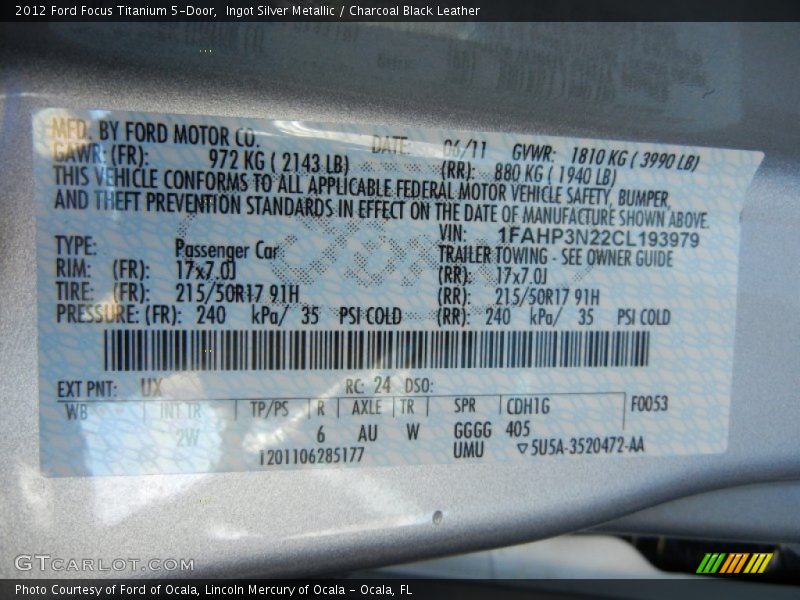 2012 Ford Focus Titanium 5-Door,  Ingot Silver Metallic / Charcoal Black Leather
MFD. BY FORD MOTOR CO. DATE: 06/11 GVWR: 1810 KG ( 3990 LB)
GAWR: (FR): 972 KG ( 2143 LB) (RR): 880 KG ( 1940 LB)
THIS VEHICLE CONFORMS TO ALL APPLICABLE FEDERAL MOTOR VEHICLE SAFETY, BUMPER,
AND THEFT PREVENTION STANDARDS IN EFFECT ON THE DATE OF MANUFACTURE SHOWN ABOVE.
VIN: 1FAHP3N22CL193979
TYPE: Passenger Car TRAILER TOWING - SEE OWNER GUIDE
RIM: (FR): 17x7.0J (RR): 17x7.0J
TIRE: (FR): 215/50R17 91H (RR): 215/50R17 91H
PRESSURE: (FR): 240 kPa/ 35 PSI COLD (RR): 240 kPa/ 35 PSI COLD
EXT PNT: UX RC: 24 DSO:
WB INT TR TP/PS R AXLE TR SPR CDH1G F0053
2W 6 AU W GGGG 405
1201106285177 UMU ▽5U5A-3520472-AA
GTCARLOT.COM
Photo Courtesy of Ford of Ocala, Lincoln Mercury of Ocala - Ocala, FL